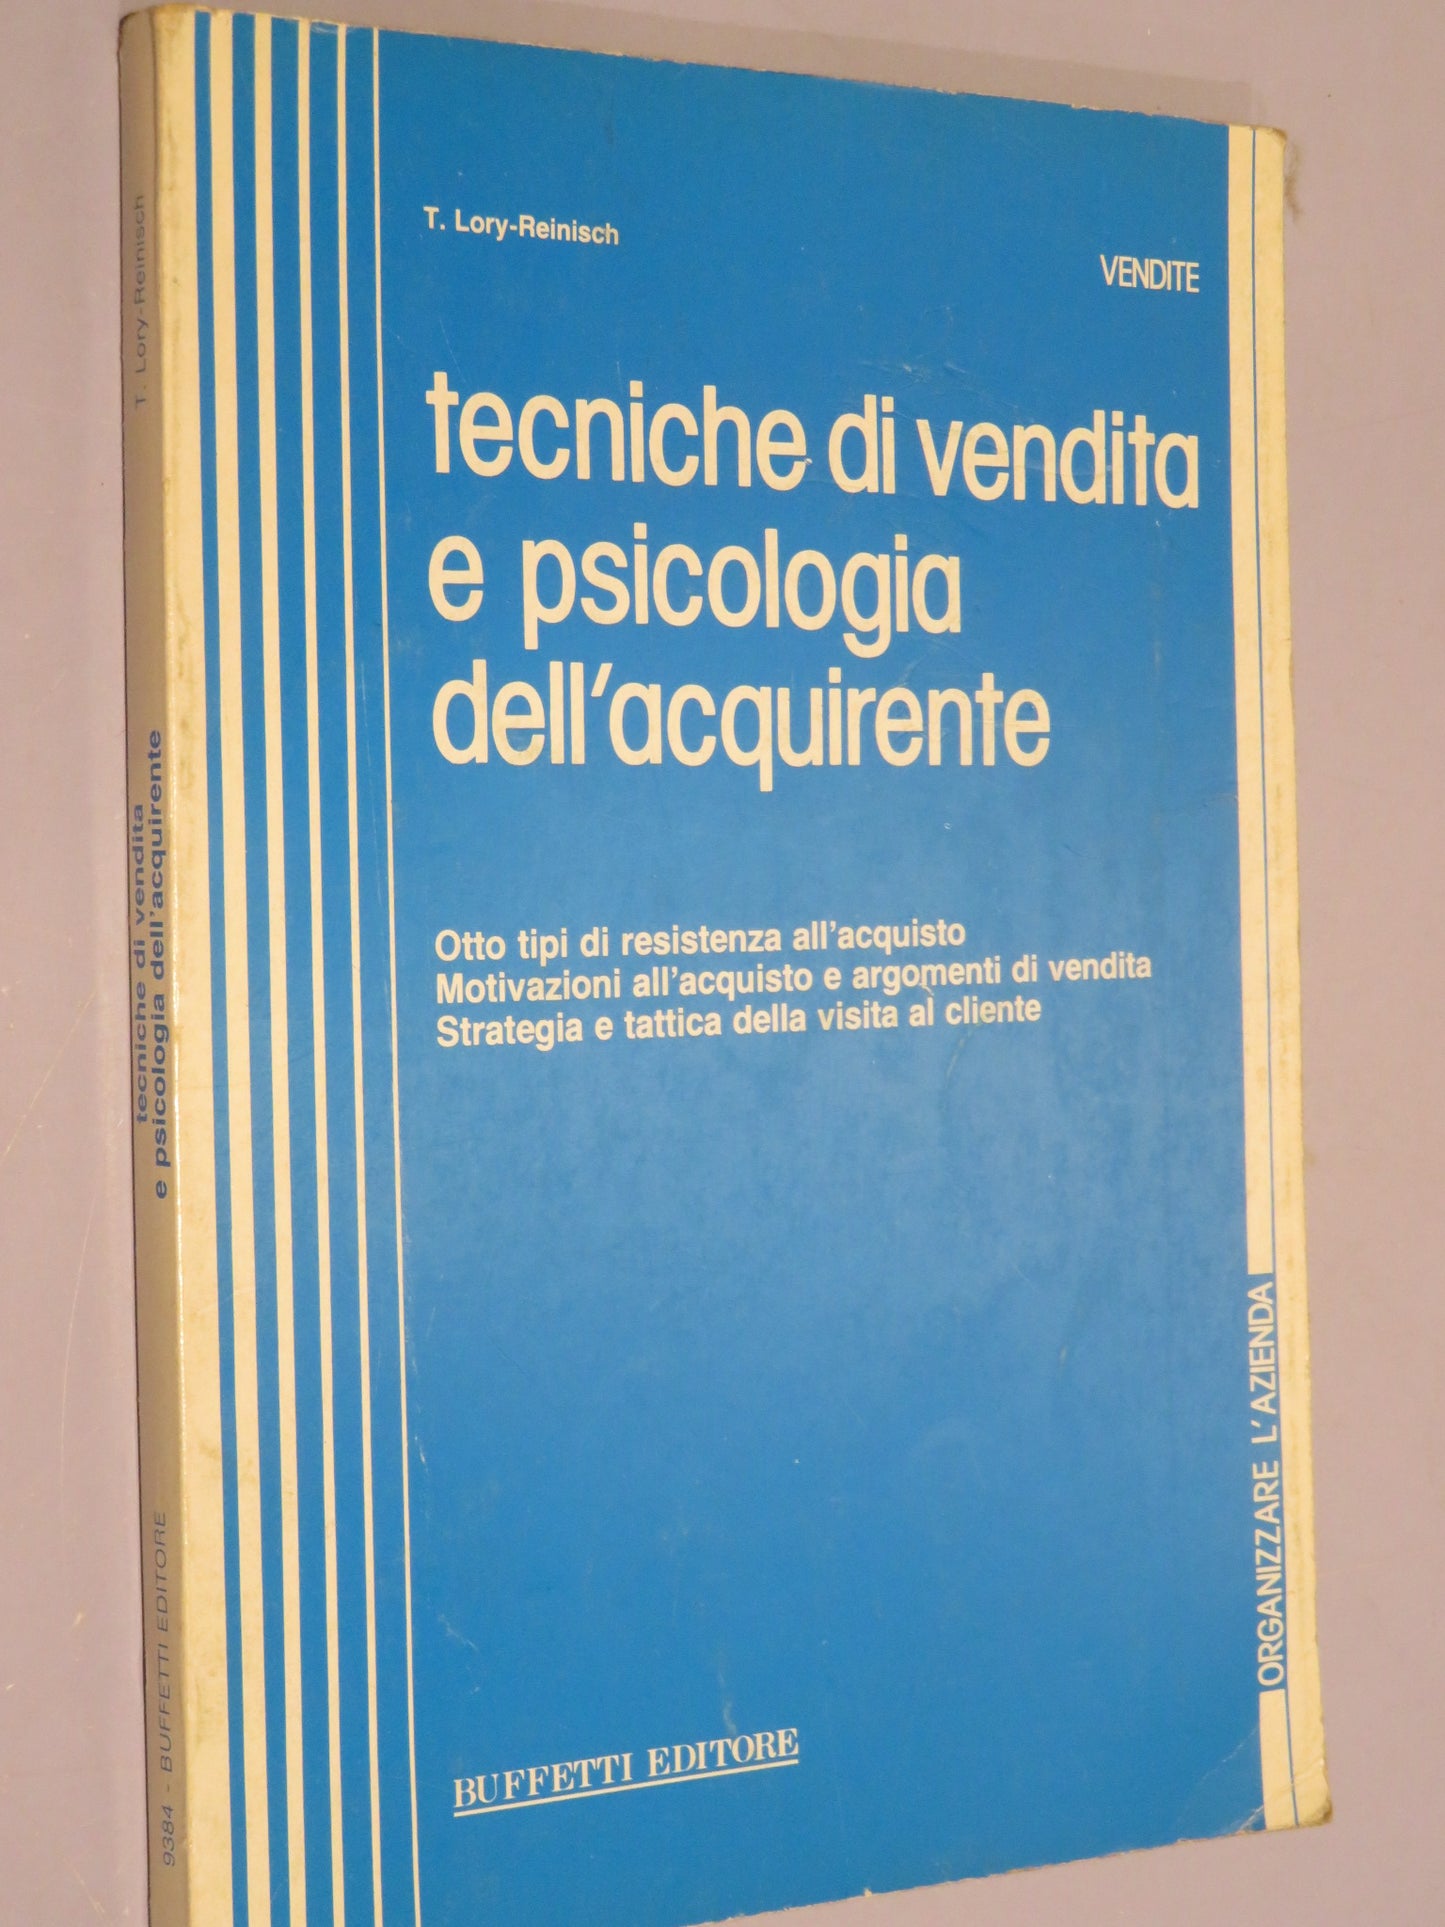 T. Lory-Reinisch
VENDITE
tecniche di vendita
e psicologia
dell'acquirente
Otto tipi di resistenza all'acquisto
Motivazioni all'acquisto e argomenti di vendita
Strategia e tattica della visita al cliente
BUFFETTI EDITORE
ORGANIZZARE L'AZIENDA
T. Lory-Reinisch
tecniche di vendita
e psicologia dell'acquirente
9384 - BUFFETTI EDITORE